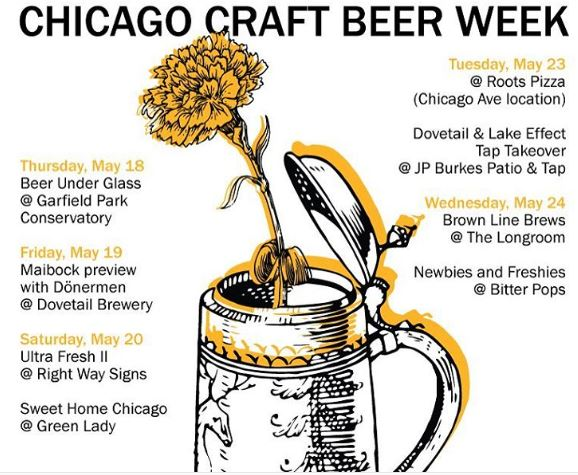 CHICAGO CRAFT BEER WEEK
Thursday, May 18
Beer Under Glass
@ Garfield Park
Conservatory
Friday, May 19
Maibock preview
with Dönermen
@ Dovetail Brewery
Saturday, May 20
Ultra Fresh II
@ Right Way Signs
Sweet Home Chicago
@ Green Lady
Tuesday, May 23
@ Roots Pizza
(Chicago Ave location)
Dovetail & Lake Effect
Tap Takeover
@ JP Burkes Patio & Tap
Wednesday, May 24
Brown Line Brews
@ The Longroom
Newbies and Freshies
@ Bitter Pops